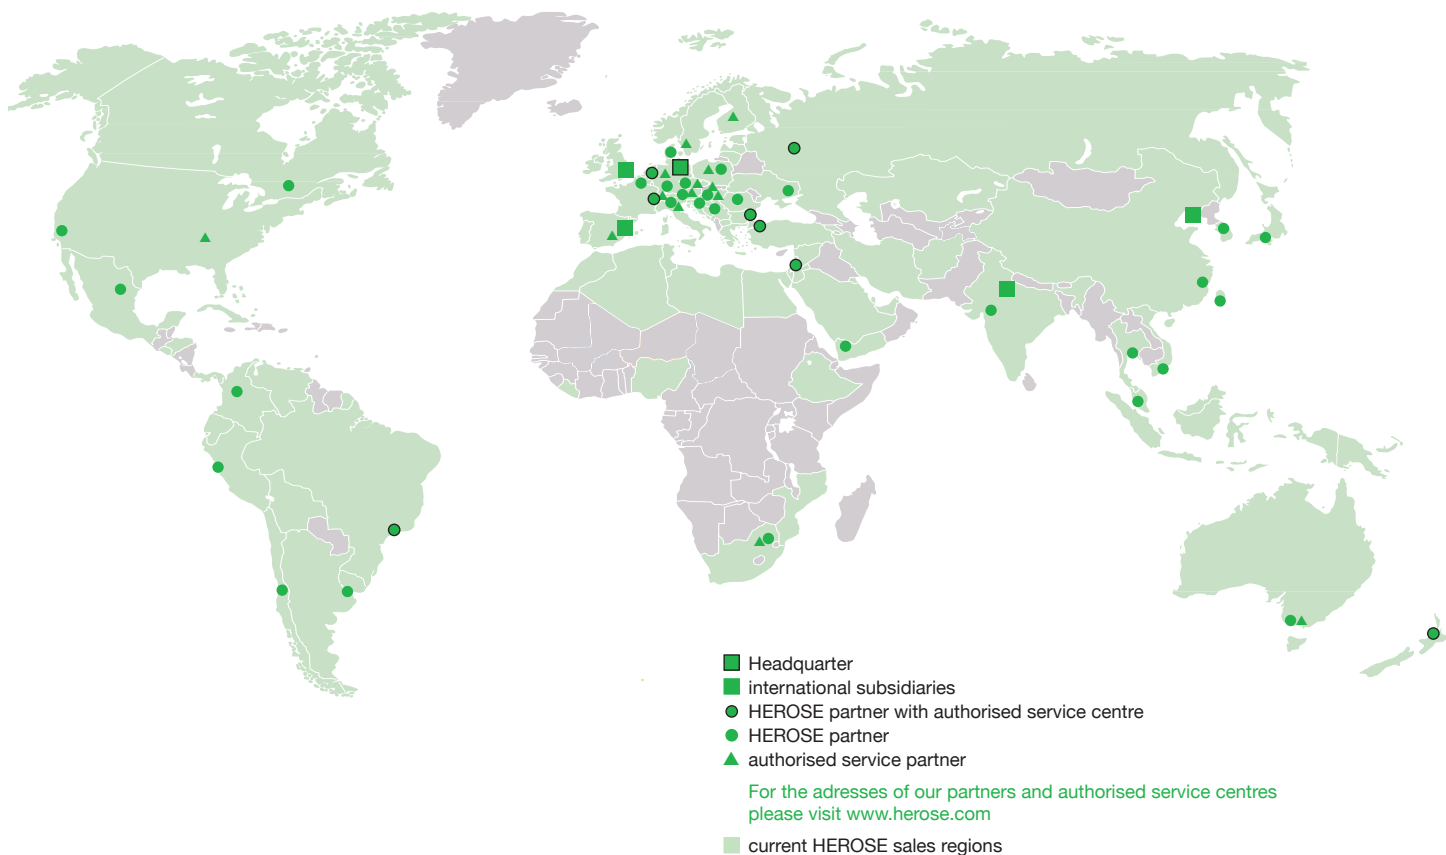 Headquarter
international subsidiaries
HEROSE partner with authorised service centre
HEROSE partner
authorised service partner
For the adresses of our partners and authorised service centres
please visit www.herose.com
current HEROSE sales regions